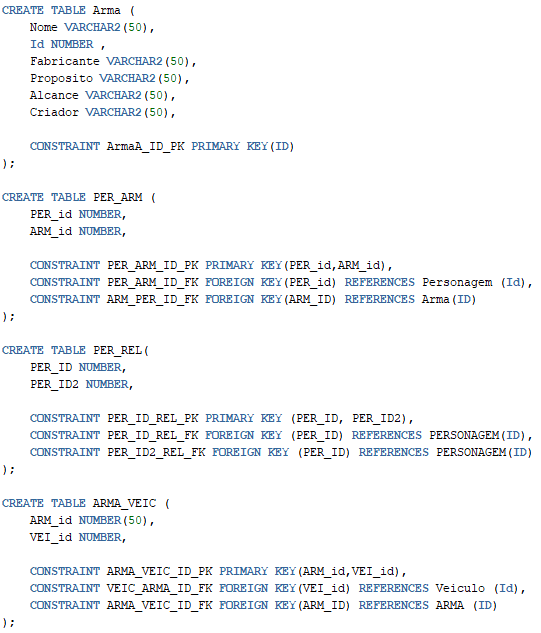 CREATE TABLE Arma (
    Nome VARCHAR2(50),
    Id NUMBER ,
    Fabricante VARCHAR2(50),
    Proposito VARCHAR2(50),
    Alcance VARCHAR2(50),
    Criador VARCHAR2(50),

    CONSTRAINT ArmaA_ID_PK PRIMARY KEY(ID)
);

CREATE TABLE PER_ARM (
    PER_id NUMBER,
    ARM_id NUMBER,

    CONSTRAINT PER_ARM_ID_PK PRIMARY KEY(PER_id,ARM_id),
    CONSTRAINT PER_ARM_ID_FK FOREIGN KEY(PER_id) REFERENCES Personagem (Id),
    CONSTRAINT ARM_PER_ID_FK FOREIGN KEY(ARM_ID) REFERENCES Arma(ID)
);

CREATE TABLE PER_REL(
    PER_ID NUMBER,
    PER_ID2 NUMBER,

    CONSTRAINT PER_ID_REL_PK PRIMARY KEY (PER_ID, PER_ID2),
    CONSTRAINT PER_ID_REL_FK FOREIGN KEY (PER_ID) REFERENCES PERSONAGEM(ID),
    CONSTRAINT PER_ID2_REL_FK FOREIGN KEY (PER_ID) REFERENCES PERSONAGEM(ID)
);

CREATE TABLE ARMA_VEIC (
    ARM_id NUMBER(50),
    VEI_id NUMBER,

    CONSTRAINT ARMA_VEIC_ID_PK PRIMARY KEY(ARM_id,VEI_id),
    CONSTRAINT VEIC_ARMA_ID_FK FOREIGN KEY(VEI_id) REFERENCES Veiculo (Id),
    CONSTRAINT ARMA_VEIC_ID_FK FOREIGN KEY(ARM_ID) REFERENCES ARMA (ID)
);